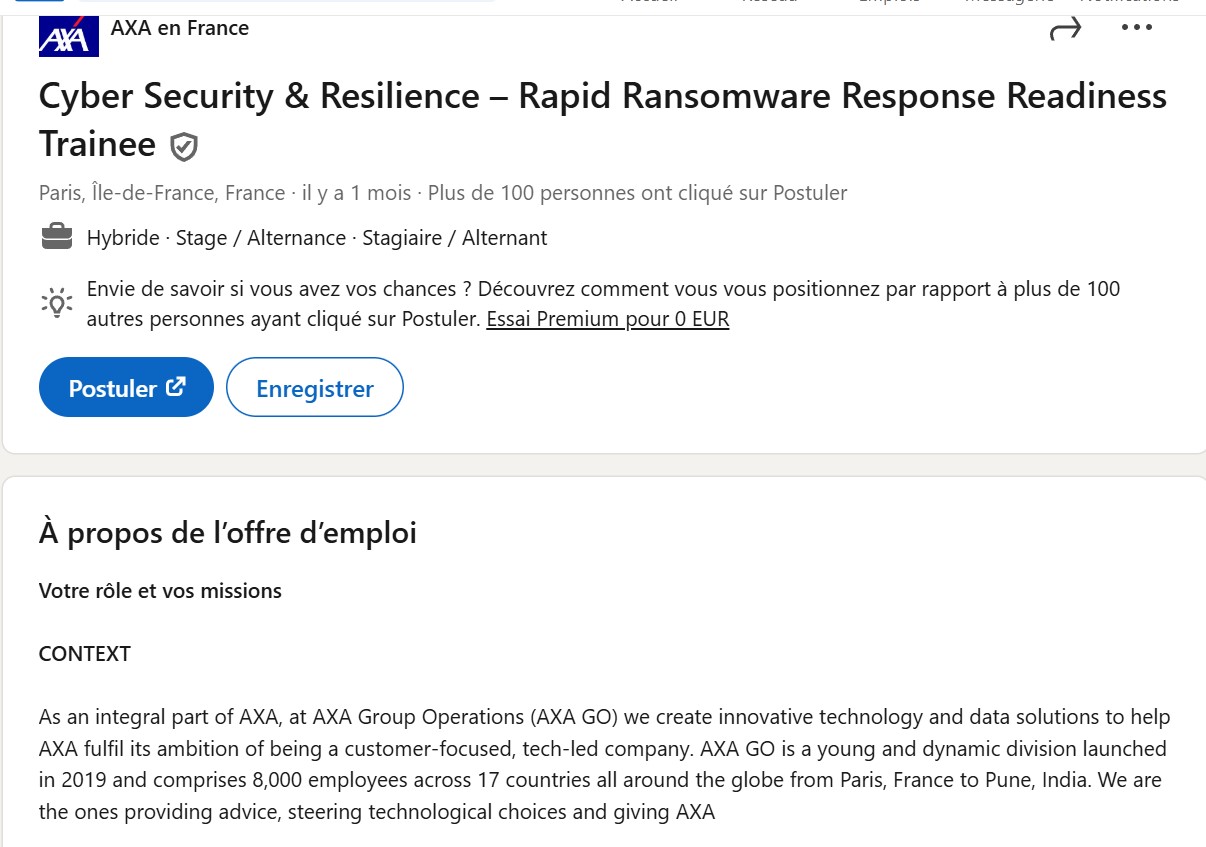 AXA
AXA en France
Cyber Security & Resilience – Rapid Ransomware Response Readiness
Trainee
Paris, Île-de-France, France · il y a 1 mois · Plus de 100 personnes ont cliqué sur Postuler
Hybride · Stage / Alternance · Stagiaire / Alternant
Envie de savoir si vous avez vos chances ? Découvrez comment vous vous positionnez par rapport à plus de 100
autres personnes ayant cliqué sur Postuler. Essai Premium pour 0 EUR
Postuler
Enregistrer
À propos de l’offre d’emploi
Votre rôle et vos missions
CONTEXT
As an integral part of AXA, at AXA Group Operations (AXA GO) we create innovative technology and data solutions to help
AXA fulfil its ambition of being a customer-focused, tech-led company. AXA GO is a young and dynamic division launched
in 2019 and comprises 8,000 employees across 17 countries all around the globe from Paris, France to Pune, India. We are
the ones providing advice, steering technological choices and giving AXA